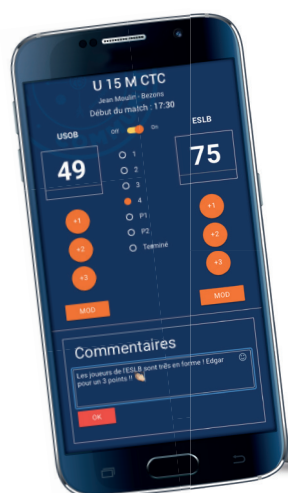 U 15 M CTC
Jean Moulin - Bezons
Début du match : 17:30
USOB
Off
On
ESLB
49
75
1
2
3
4
P1
P2
Terminé
+1
+2
+3
MOD
+1
+2
+3
MOD
Commentaires
Les joueurs de l'ESLB sont très en forme ! Edgar
pour un 3 points !!
OK